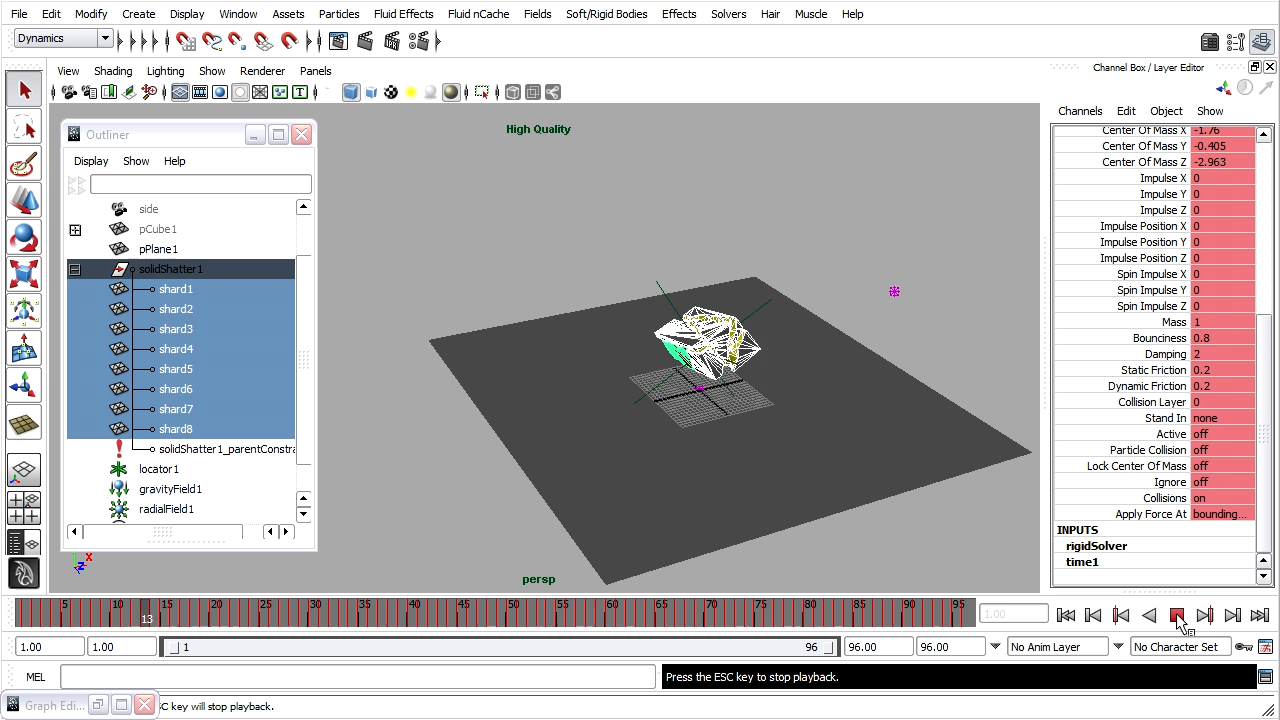 File Edit Modify Create Display Window Assets Particles Fluid Effects Fluid nCache Fields Soft/Rigid Bodies Effects Solvers Hair Muscle Help
Dynamics
View Shading Lighting Show Renderer Panels
Channel Box / Layer Editor
Channels Edit Object Show
High Quality
Outliner
Display Show Help
side
pCube1
pPlane1
solidShatter1
shard1
shard2
shard3
shard4
shard5
shard6
shard7
shard8
solidShatter1_parentConstra
locator1
gravityField1
radialField1
persp
Center Of Mass X -1.76
Center Of Mass Y -0.405
Center Of Mass Z -2.963
Impulse X 0
Impulse Y 0
Impulse Z 0
Impulse Position X 0
Impulse Position Y 0
Impulse Position Z 0
Spin Impulse X 0
Spin Impulse Y 0
Spin Impulse Z 0
Mass 1
Bounciness 0.8
Damping 2
Static Friction 0.2
Dynamic Friction 0.2
Collision Layer 0
Stand In none
Active off
Particle Collision off
Lock Center Of Mass off
Ignore off
Collisions on
Apply Force At bounding...
INPUTS
rigidSolver
time1
5 10 15 20 25 30 35 40 45 50 55 60 65 70 75 80 85 90 95
13
1.00
1.00 1.00 1 96 96.00 96.00 No Anim Layer No Character Set
MEL Press the ESC key to stop playback.
Graph Edi... C key will stop playback.